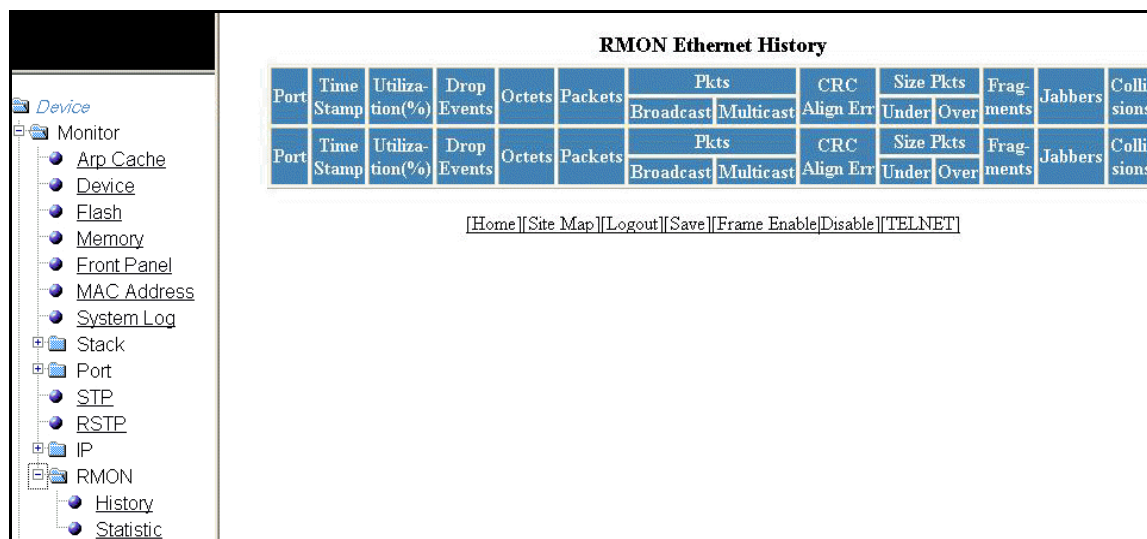 Device
Monitor
Arp Cache
Device
Flash
Memory
Front Panel
MAC Address
System Log
Stack
Port
STP
RSTP
IP
RMON
History
Statistic
RMON Ethernet History
Port Time Stamp Utiliza-tion(%) Drop Events Octets Packets Pkts Broadcast Multicast CRC Align Err Size Pkts Under Over Frag-ments Jabbers Colli sions
Port Time Stamp Utiliza-tion(%) Drop Events Octets Packets Pkts Broadcast Multicast CRC Align Err Size Pkts Under Over Frag-ments Jabbers Colli sions
[Home][Site Map][Logout][Save][Frame Enable|Disable][TELNET]